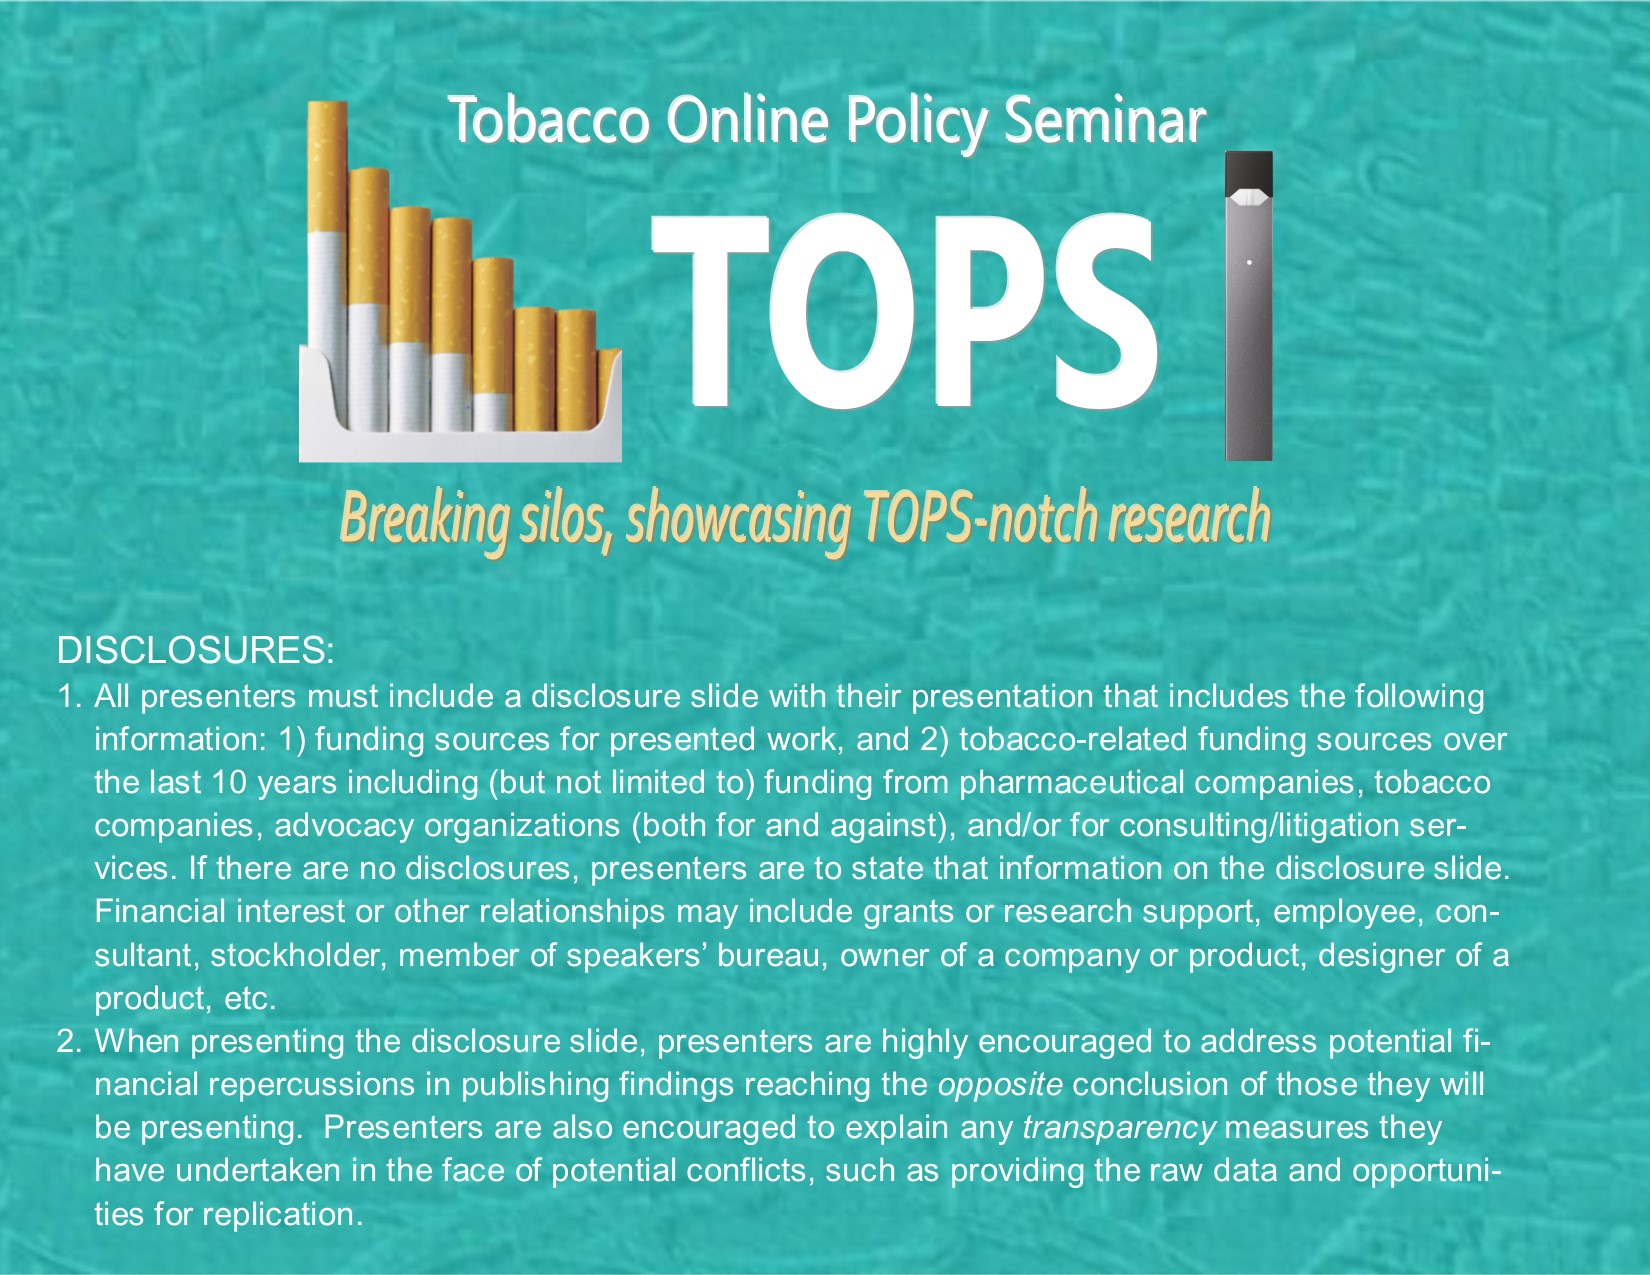 Tobacco Online Policy Seminar
TOPS
Breaking silos, showcasing TOPS-notch research
DISCLOSURES:
1. All presenters must include a disclosure slide with their presentation that includes the following
information: 1) funding sources for presented work, and 2) tobacco-related funding sources over
the last 10 years including (but not limited to) funding from pharmaceutical companies, tobacco
companies, advocacy organizations (both for and against), and/or for consulting/litigation ser-
vices. If there are no disclosures, presenters are to state that information on the disclosure slide.
Financial interest or other relationships may include grants or research support, employee, con-
sultant, stockholder, member of speakers’ bureau, owner of a company or product, designer of a
product, etc.
2. When presenting the disclosure slide, presenters are highly encouraged to address potential fi-
nancial repercussions in publishing findings reaching the opposite conclusion of those they will
be presenting.  Presenters are also encouraged to explain any transparency measures they
have undertaken in the face of potential conflicts, such as providing the raw data and opportuni-
ties for replication.